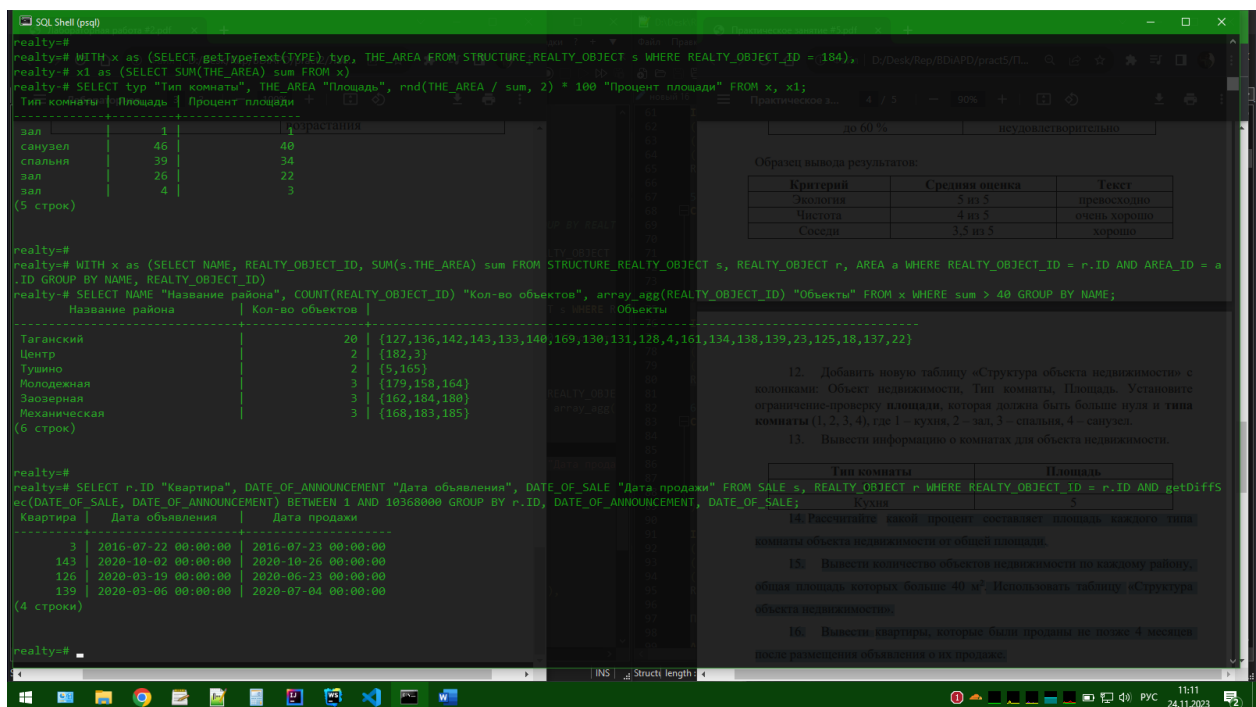 SQL Shell (psql)
realty=#
realty=# WITH x as (SELECT getTypeText(TYPE) typ, THE_AREA FROM STRUCTURE_REALTY_OBJECT s WHERE REALTY_OBJECT_ID = 184),
realty-# x1 as (SELECT SUM(THE_AREA) sum FROM x)
realty-# SELECT typ "Тип комнаты", THE_AREA "Площадь", rnd(THE_AREA / sum, 2) * 100 "Процент площади" FROM x, x1;
Тип комнаты | Площадь | Процент площади
-------------+---------+-----------------
зал | 1 | 1
санузел | 46 | 40
спальня | 39 | 34
зал | 26 | 22
зал | 4 | 3
(5 строк)
realty=#
realty=# WITH x as (SELECT NAME, REALTY_OBJECT_ID, SUM(s.THE_AREA) sum FROM STRUCTURE_REALTY_OBJECT s, REALTY_OBJECT r, AREA a WHERE REALTY_OBJECT_ID = r.ID AND AREA_ID = a
.ID GROUP BY NAME, REALTY_OBJECT_ID)
realty-# SELECT NAME "Название района", COUNT(REALTY_OBJECT_ID) "Кол-во объектов", array_agg(REALTY_OBJECT_ID) "Объекты" FROM x WHERE sum > 40 GROUP BY NAME;
Название района | Кол-во объектов | Объекты
Таганский | 20 | {127,136,142,143,133,140,169,130,131,128,4,161,134,138,139,23,125,18,137,22}
Центр | 2 | {182,3}
Тушино | 2 | {5,165}
Молодежная | 3 | {179,158,164}
Заозерная | 3 | {162,184,180}
Механическая | 3 | {168,183,185}
(6 строк)
realty=#
realty=# SELECT r.ID "Квартира", DATE_OF_ANNOUNCEMENT "Дата объявления", DATE_OF_SALE "Дата продажи" FROM SALE s, REALTY_OBJECT r WHERE REALTY_OBJECT_ID = r.ID AND getDiffS
ec(DATE_OF_SALE, DATE_OF_ANNOUNCEMENT) BETWEEN 1 AND 10368000 GROUP BY r.ID, DATE_OF_ANNOUNCEMENT, DATE_OF_SALE;
Квартира | Дата объявления | Дата продажи
3 | 2016-07-22 00:00:00 | 2016-07-23 00:00:00
143 | 2020-10-02 00:00:00 | 2020-10-26 00:00:00
126 | 2020-03-19 00:00:00 | 2020-06-23 00:00:00
139 | 2020-03-06 00:00:00 | 2020-07-04 00:00:00
(4 строки)
realty=#
возрастания
до 60 % неудовлетворительно
Образец вывода результатов:
Критерий Средняя оценка Текст
Экология 5 из 5 превосходно
Чистота 4 из 5 очень хорошо
Соседи 3,5 из 5 хорошо
12. Добавить новую таблицу «Структура объекта недвижимости» с
колонками: Объект недвижимости, Тип комнаты, Площадь. Установите
ограничение-проверку площади, которая должна быть больше нуля и типа
комнаты (1, 2, 3, 4), где 1 – кухня, 2 – зал, 3 – спальня, 4 – санузел.
13. Вывести информацию о комнатах для объекта недвижимости.
Тип комнаты Площадь
Кухня 5
14. Рассчитайте какой процент составляет площадь каждого типа
комнаты объекта недвижимости от общей площади.
15. Вывести количество объектов недвижимости по каждому району,
общая площадь которых больше 40 м². Использовать таблицу «Структура
объекта недвижимости».
16. Вывести квартиры, которые были проданы не позже 4 месяцев
после размещения объявления о их продаже.
INS Structu length :
РУС
11:11
24.11.2023